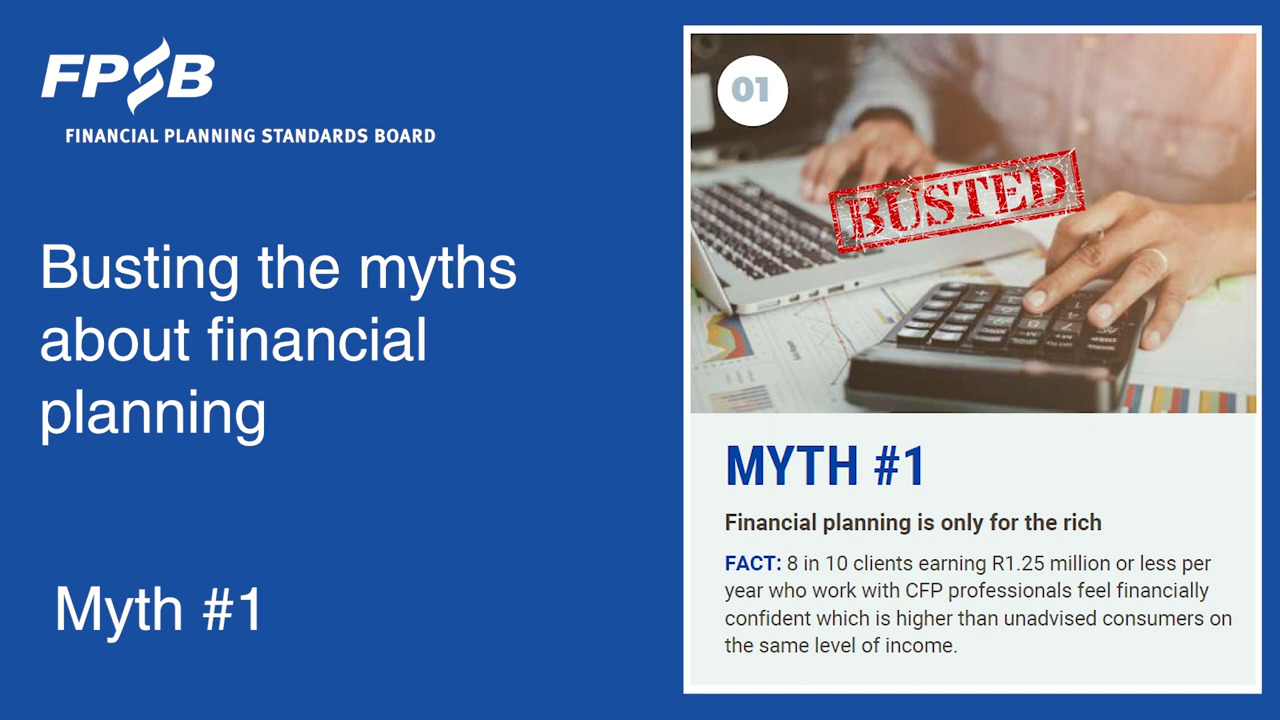 FPSB
FINANCIAL PLANNING STANDARDS BOARD
Busting the myths
about financial
planning
Myth #1
01
BUSTED
MYTH #1
Financial planning is only for the rich
FACT: 8 in 10 clients earning R1.25 million or less per
year who work with CFP professionals feel financially
confident which is higher than unadvised consumers on
the same level of income.